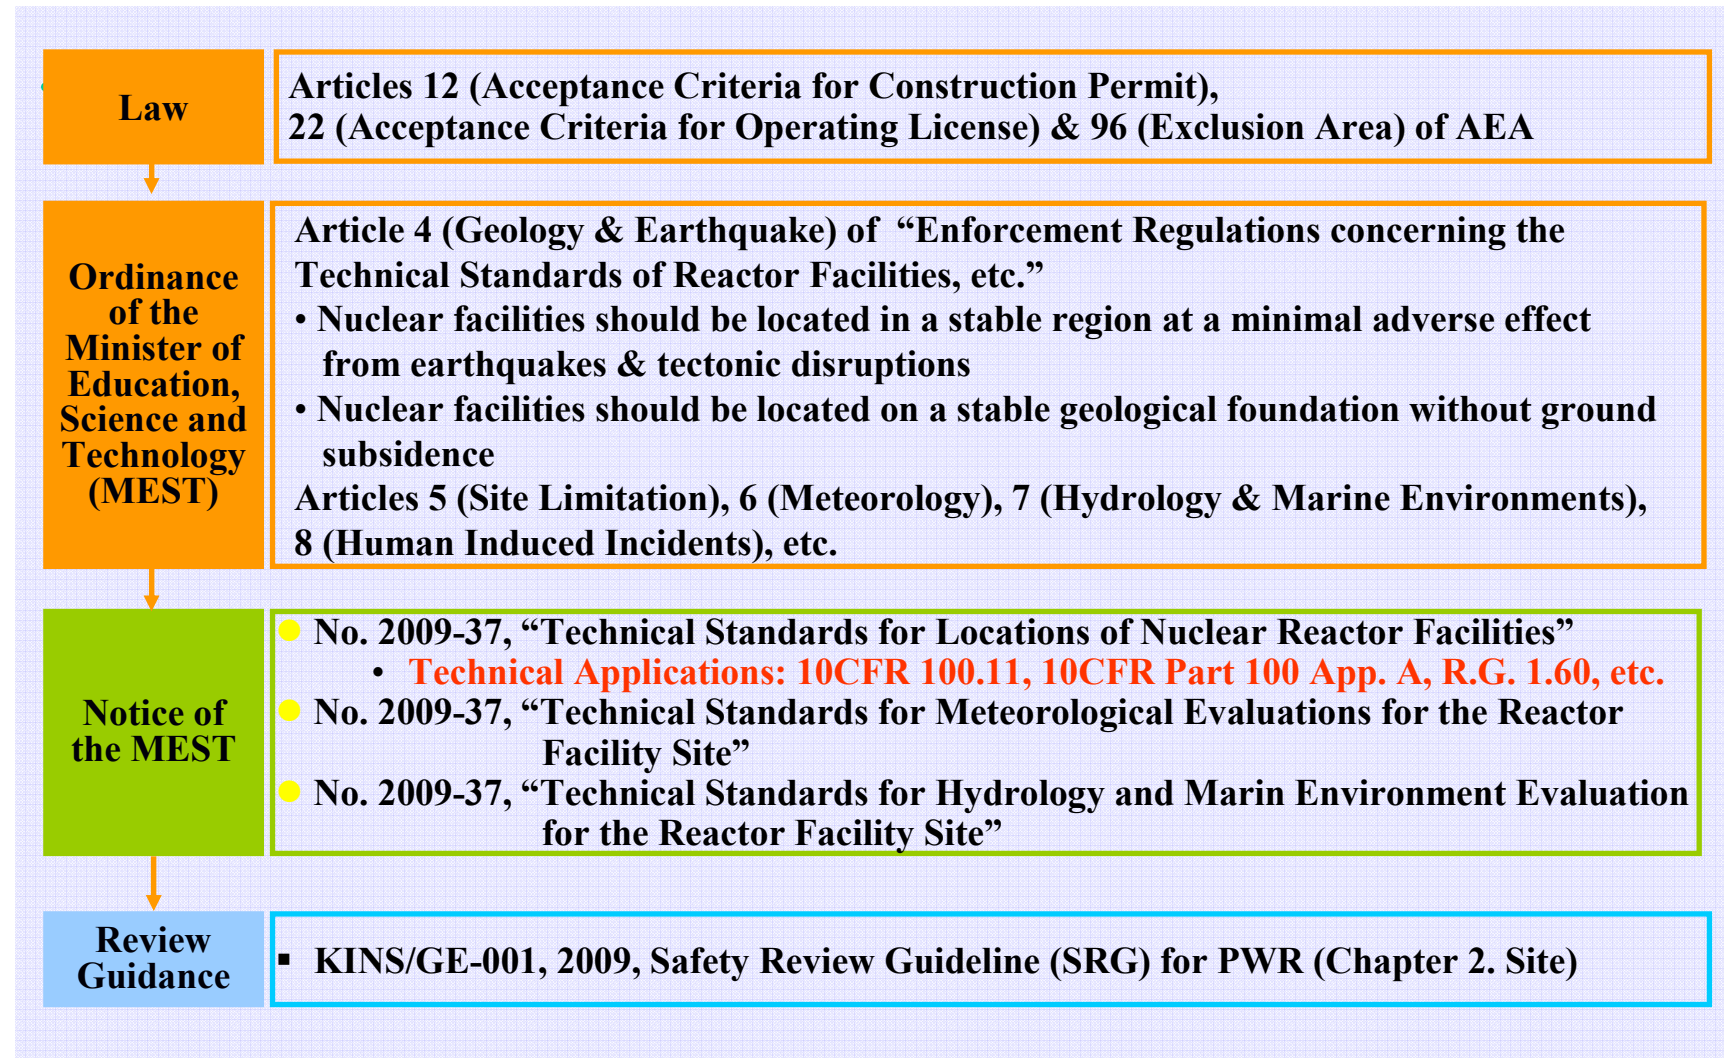 Law
Articles 12 (Acceptance Criteria for Construction Permit),
22 (Acceptance Criteria for Operating License) & 96 (Exclusion Area) of AEA
Ordinance
of the
Minister of
Education,
Science and
Technology
(MEST)
Article 4 (Geology & Earthquake) of “Enforcement Regulations concerning the
Technical Standards of Reactor Facilities, etc.”
• Nuclear facilities should be located in a stable region at a minimal adverse effect
from earthquakes & tectonic disruptions
• Nuclear facilities should be located on a stable geological foundation without ground
subsidence
Articles 5 (Site Limitation), 6 (Meteorology), 7 (Hydrology & Marine Environments),
8 (Human Induced Incidents), etc.
Notice of
the MEST
● No. 2009-37, “Technical Standards for Locations of Nuclear Reactor Facilities”
• Technical Applications: 10CFR 100.11, 10CFR Part 100 App. A, R.G. 1.60, etc.
● No. 2009-37, “Technical Standards for Meteorological Evaluations for the Reactor
Facility Site”
● No. 2009-37, “Technical Standards for Hydrology and Marin Environment Evaluation
for the Reactor Facility Site”
Review
Guidance
▪ KINS/GE-001, 2009, Safety Review Guideline (SRG) for PWR (Chapter 2. Site)